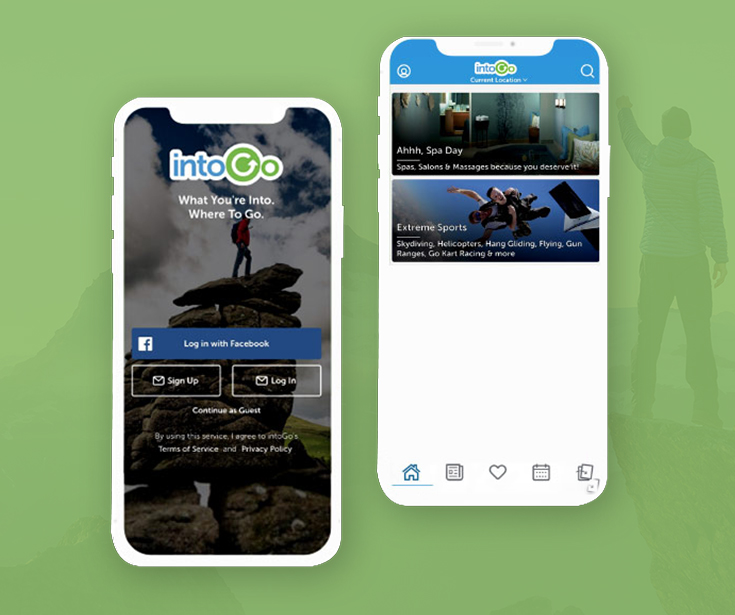 intoGo
What You're Into.
Where To Go.
Log in with Facebook
Sign Up
Log In
Continue as Guest
By using this service, I agree to intoGo's
Terms of Service and Privacy Policy
intoGo
Current Location
Ahhh, Spa Day
Spas, Salons & Massages because you deserve it!
Extreme Sports
Skydiving, Helicopters, Hang Gliding, Flying, Gun
Ranges, Go Kart Racing & more